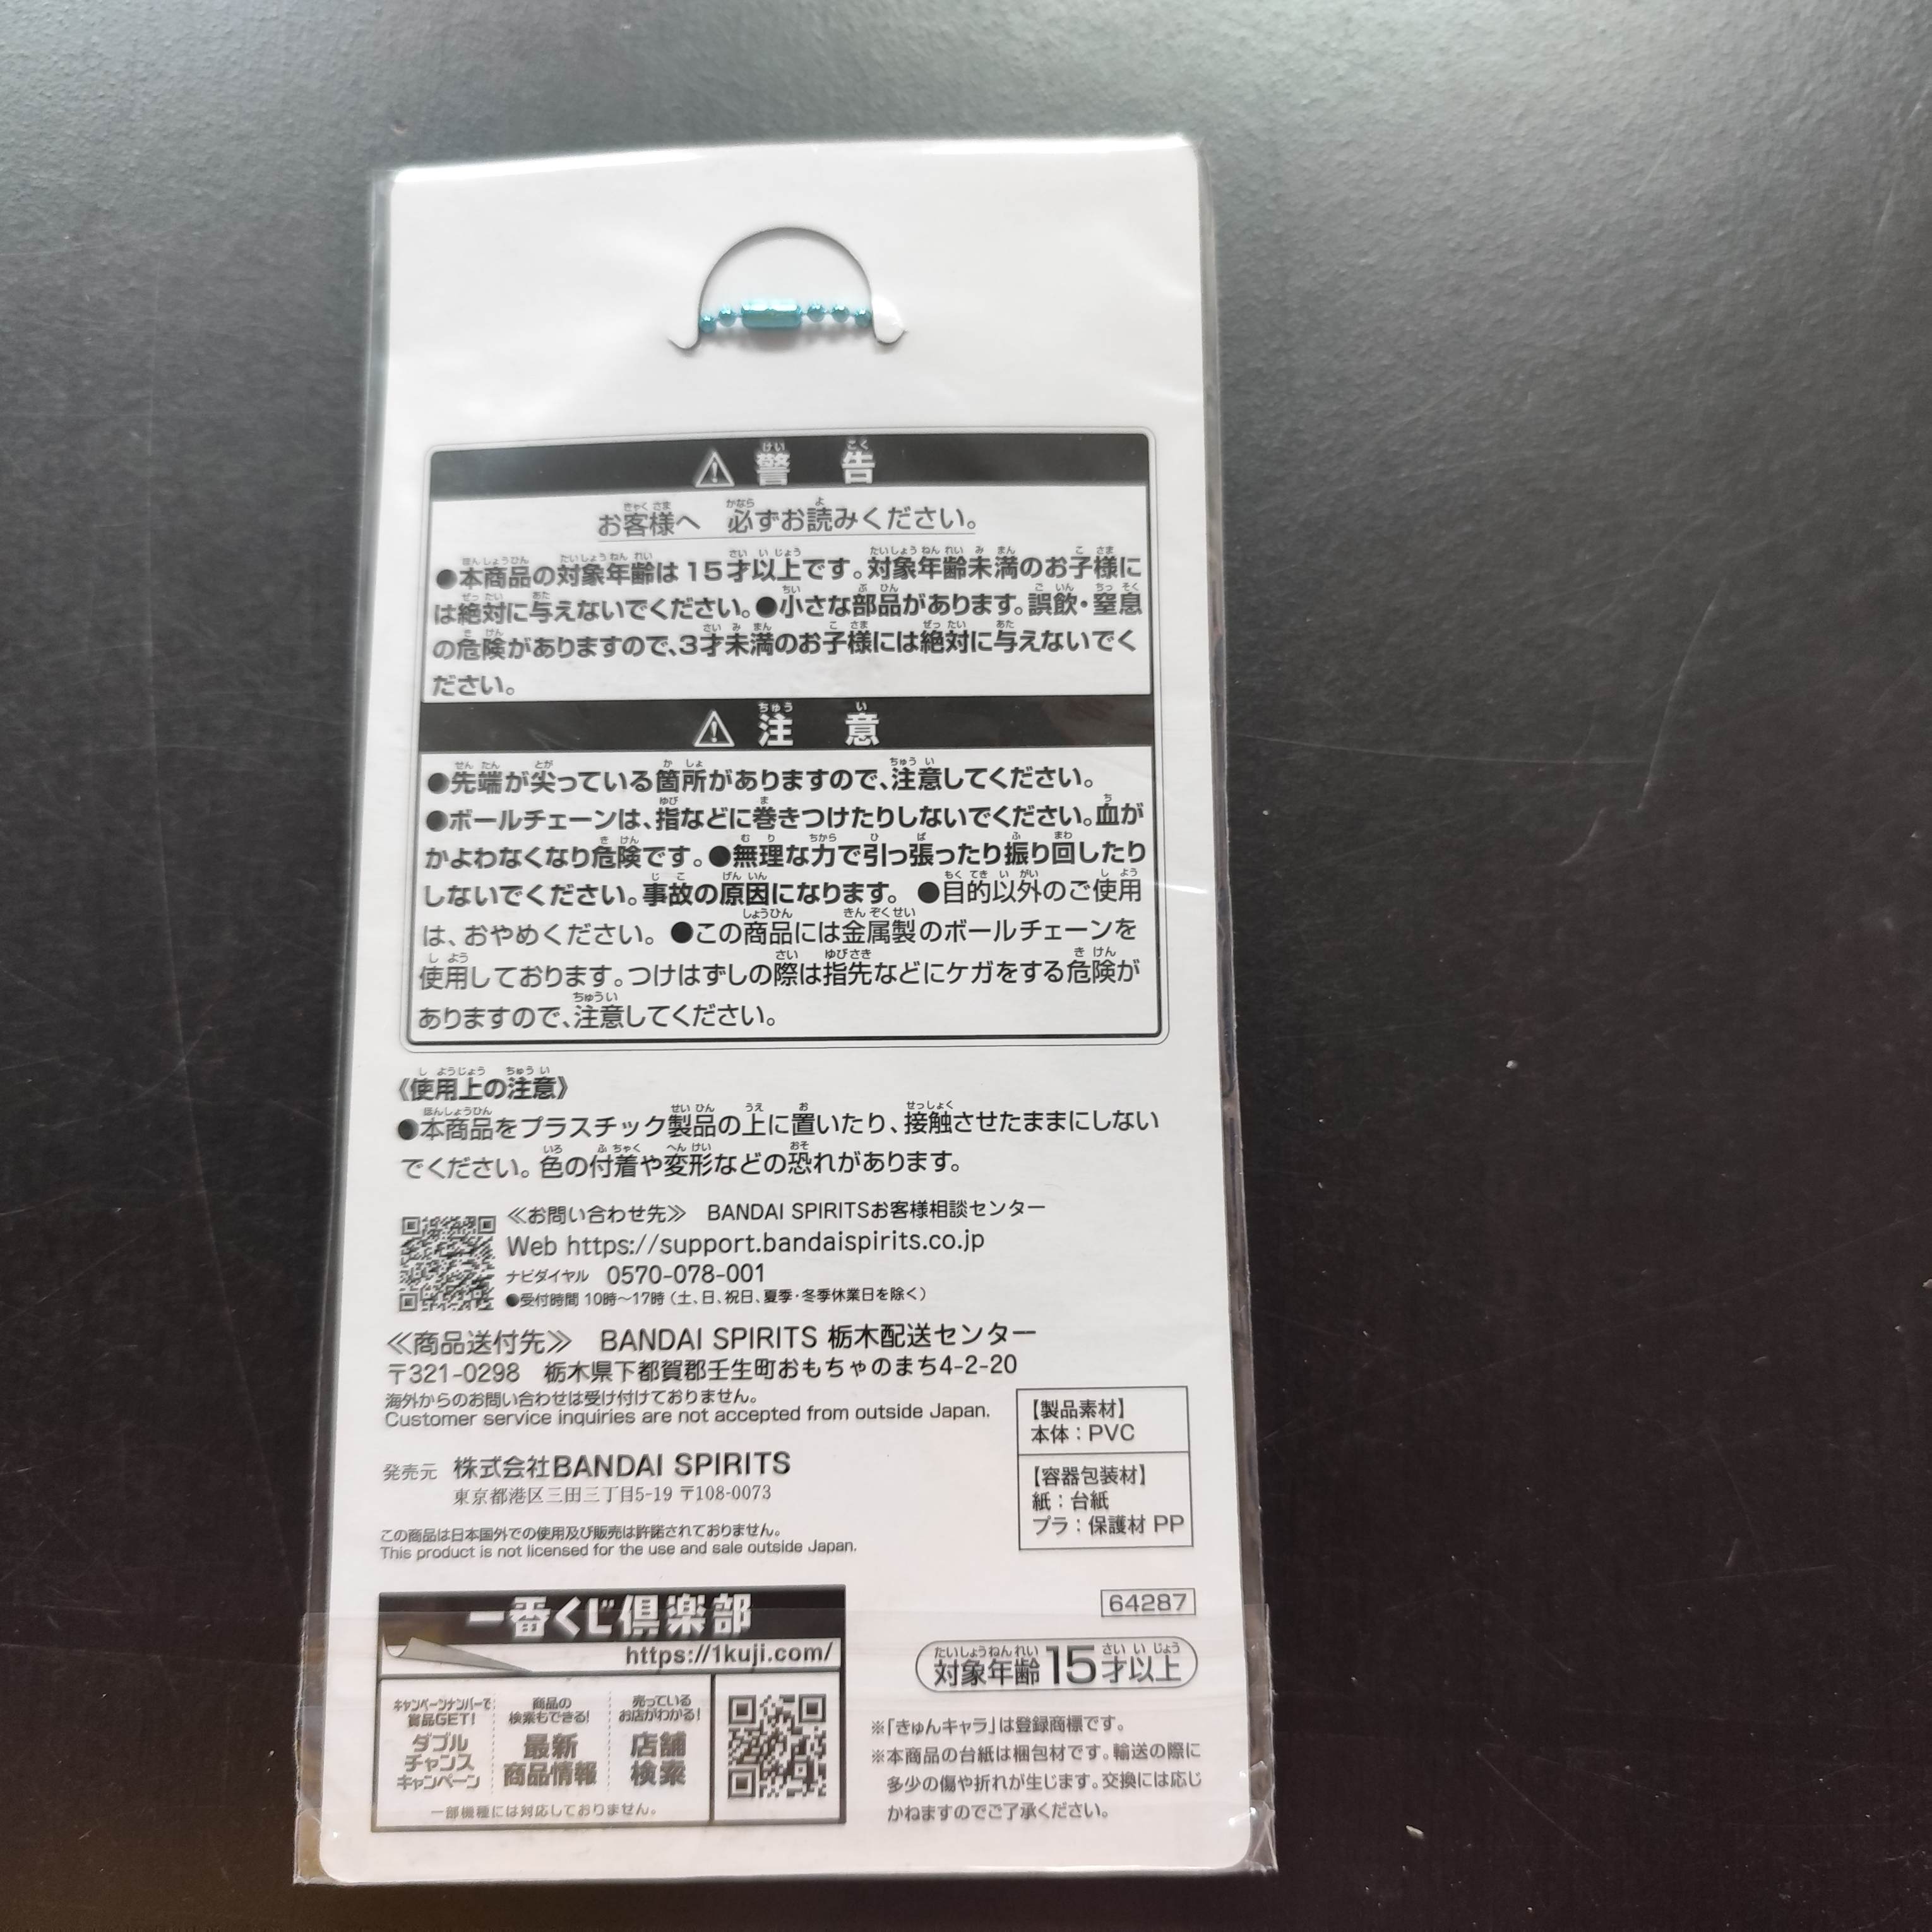 ⚠ 警 告
お客様へ 必ずお読みください。
●本商品の対象年齢は15才以上です。対象年齢未満のお子様に
は絶対に与えないでください。●小さな部品があります。誤飲・窒息
の危険がありますので、3才未満のお子様には絶対に与えないでく
ださい。
⚠ 注 意
●先端が尖っている箇所がありますので、注意してください。
●ボールチェーンは、指などに巻きつけたりしないでください。血が
かよわなくなり危険です。●無理な力で引っ張ったり振り回したり
しないでください。事故の原因になります。 ●目的以外のご使用
は、おやめください。 ●この商品には金属製のボールチェーンを
使用しております。つけはずしの際は指先などにケガをする危険が
ありますので、注意してください。
《使用上の注意》
●本商品をプラスチック製品の上に置いたり、接触させたままにしない
でください。色の付着や変形などの恐れがあります。
≪お問い合わせ先≫ BANDAI SPIRITSお客様相談センター
Web https://support.bandaispirits.co.jp
ナビダイヤル 0570-078-001
●受付時間 10時〜17時(土、日、祝日、夏季・冬季休業日を除く)
≪商品送付先≫ BANDAI SPIRITS 栃木配送センター
〒321-0298 栃木県下都賀郡壬生町おもちゃのまち4-2-20
海外からのお問い合わせは受け付けておりません。
Customer service inquiries are not accepted from outside Japan.
【製品素材】
本体：PVC
【容器包装材】
紙：台紙
プラ：保護材 PP
発売元 株式会社BANDAI SPIRITS
東京都港区三田三丁目5-19 〒108-0073
この商品は日本国外での使用及び販売は許諾されておりません。
This product is not licensed for the use and sale outside Japan.
一番くじ倶楽部
https://1kuji.com/
キャンペーンナンバーで
賞品GET!
ダブル
チャンス
キャンペーン
商品の
検索もできる!
最新
商品情報
売っている
お店がわかる!
店舗
検索
一部機種には対応しておりません。
64287
対象年齢15才以上
※「きゅんキャラ」は登録商標です。
※本商品の台紙は梱包材です。輸送の際に
多少の傷や折れが生じます。交換には応じ
かねますのでご了承ください。